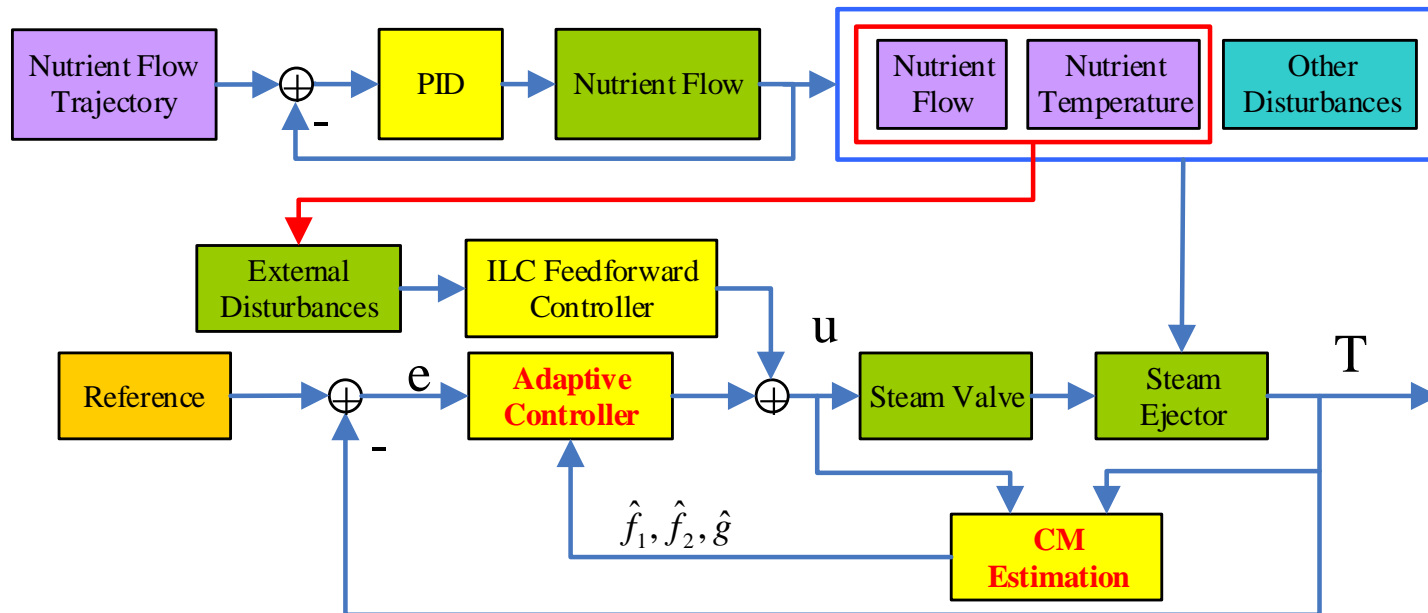 Nutrient Flow
Trajectory
-
PID
Nutrient Flow
Nutrient
Flow
Nutrient
Temperature
Other
Disturbances
External
Disturbances
ILC Feedforward
Controller
Reference
-
e
Adaptive
Controller
u
Steam Valve
Steam
Ejector
T
f̂₁, f̂₂, ĝ
CM
Estimation